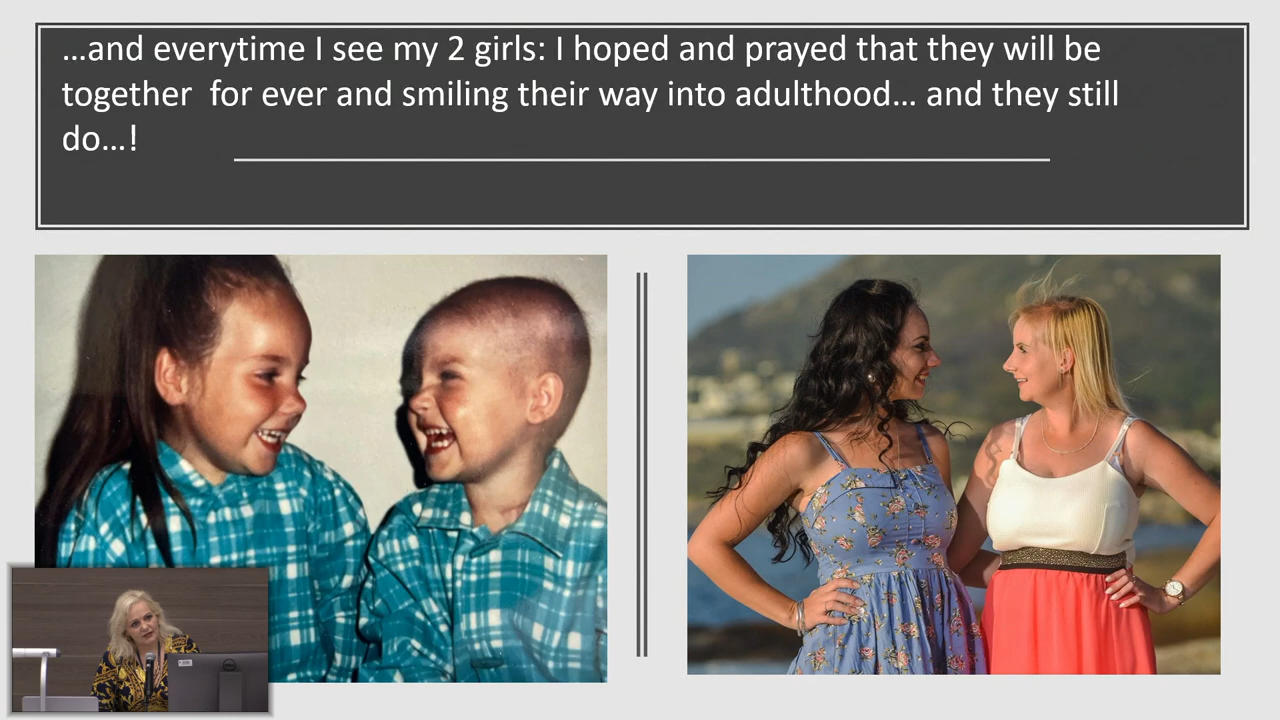 …and everytime I see my 2 girls: I hoped and prayed that they will be
together for ever and smiling their way into adulthood… and they still
do…!